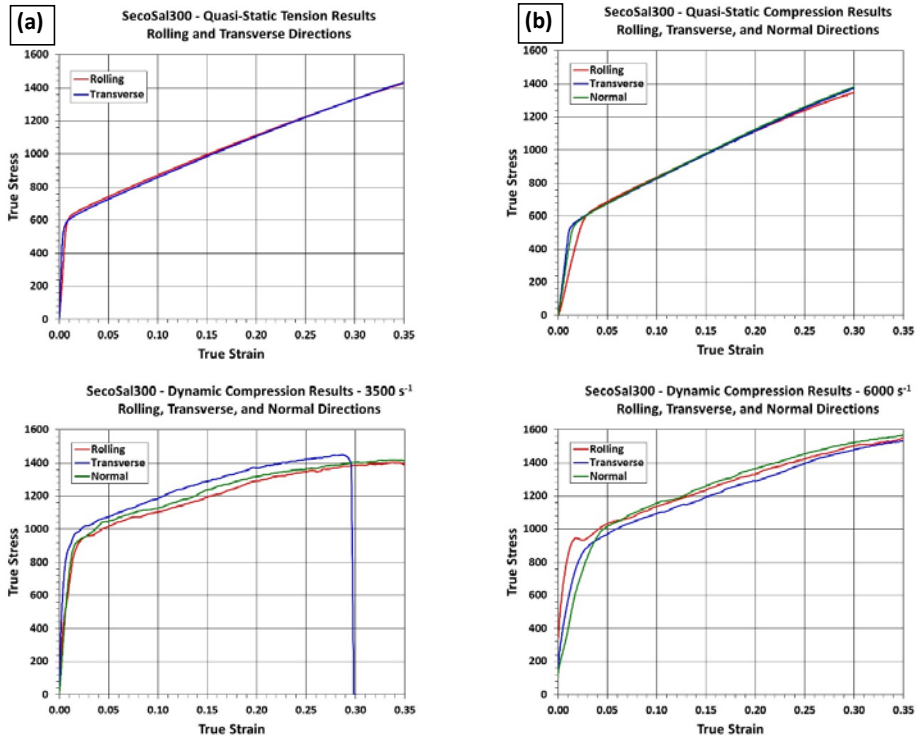 (a)
SecoSal300 - Quasi-Static Tension Results
Rolling and Transverse Directions
1600
1400
1200
1000
800
600
400
200
0
True Stress
Rolling
Transverse
0.00 0.05 0.10 0.15 0.20 0.25 0.30 0.35
True Strain
(b)
SecoSal300 - Quasi-Static Compression Results
Rolling, Transverse, and Normal Directions
1600
1400
1200
1000
800
600
400
200
0
True Stress
Rolling
Transverse
Normal
0.00 0.05 0.10 0.15 0.20 0.25 0.30 0.35
True Strain
SecoSal300 - Dynamic Compression Results - 3500 s⁻¹
Rolling, Transverse, and Normal Directions
1600
1400
1200
1000
800
600
400
200
0
True Stress
Rolling
Transverse
Normal
0.00 0.05 0.10 0.15 0.20 0.25 0.30 0.35
True Strain
SecoSal300 - Dynamic Compression Results - 6000 s⁻¹
Rolling, Transverse, and Normal Directions
1600
1400
1200
1000
800
600
400
200
0
True Stress
Rolling
Transverse
Normal
0.00 0.05 0.10 0.15 0.20 0.25 0.30 0.35
True Strain